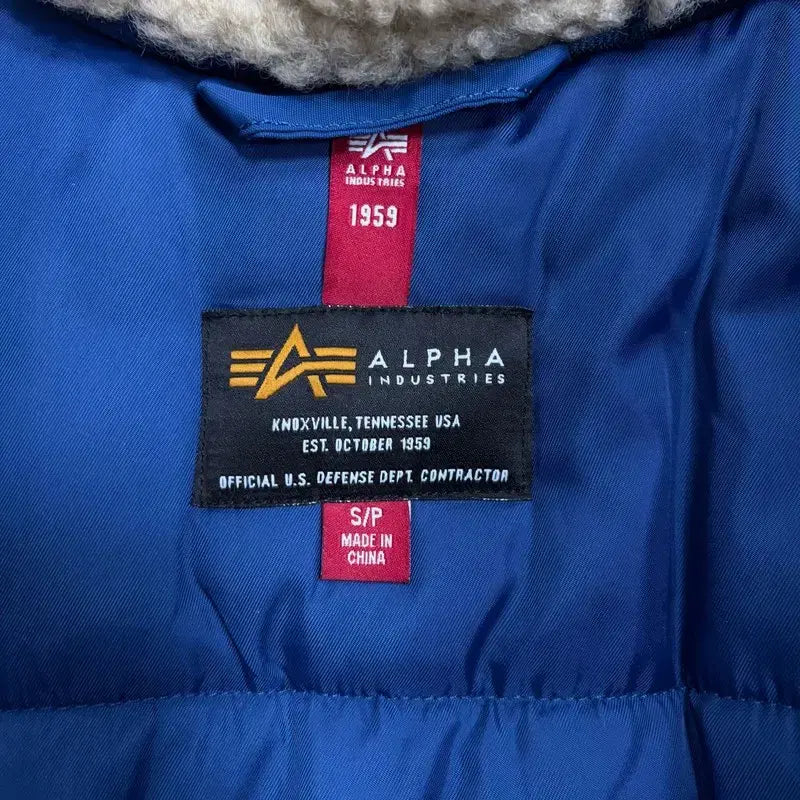 ALPHA
INDUSTRIES
1959
ALPHA
INDUSTRIES
KNOXVILLE, TENNESSEE USA
EST. OCTOBER 1959
OFFICIAL U.S. DEFENSE DEPT. CONTRACTOR
S/P
MADE IN
CHINA